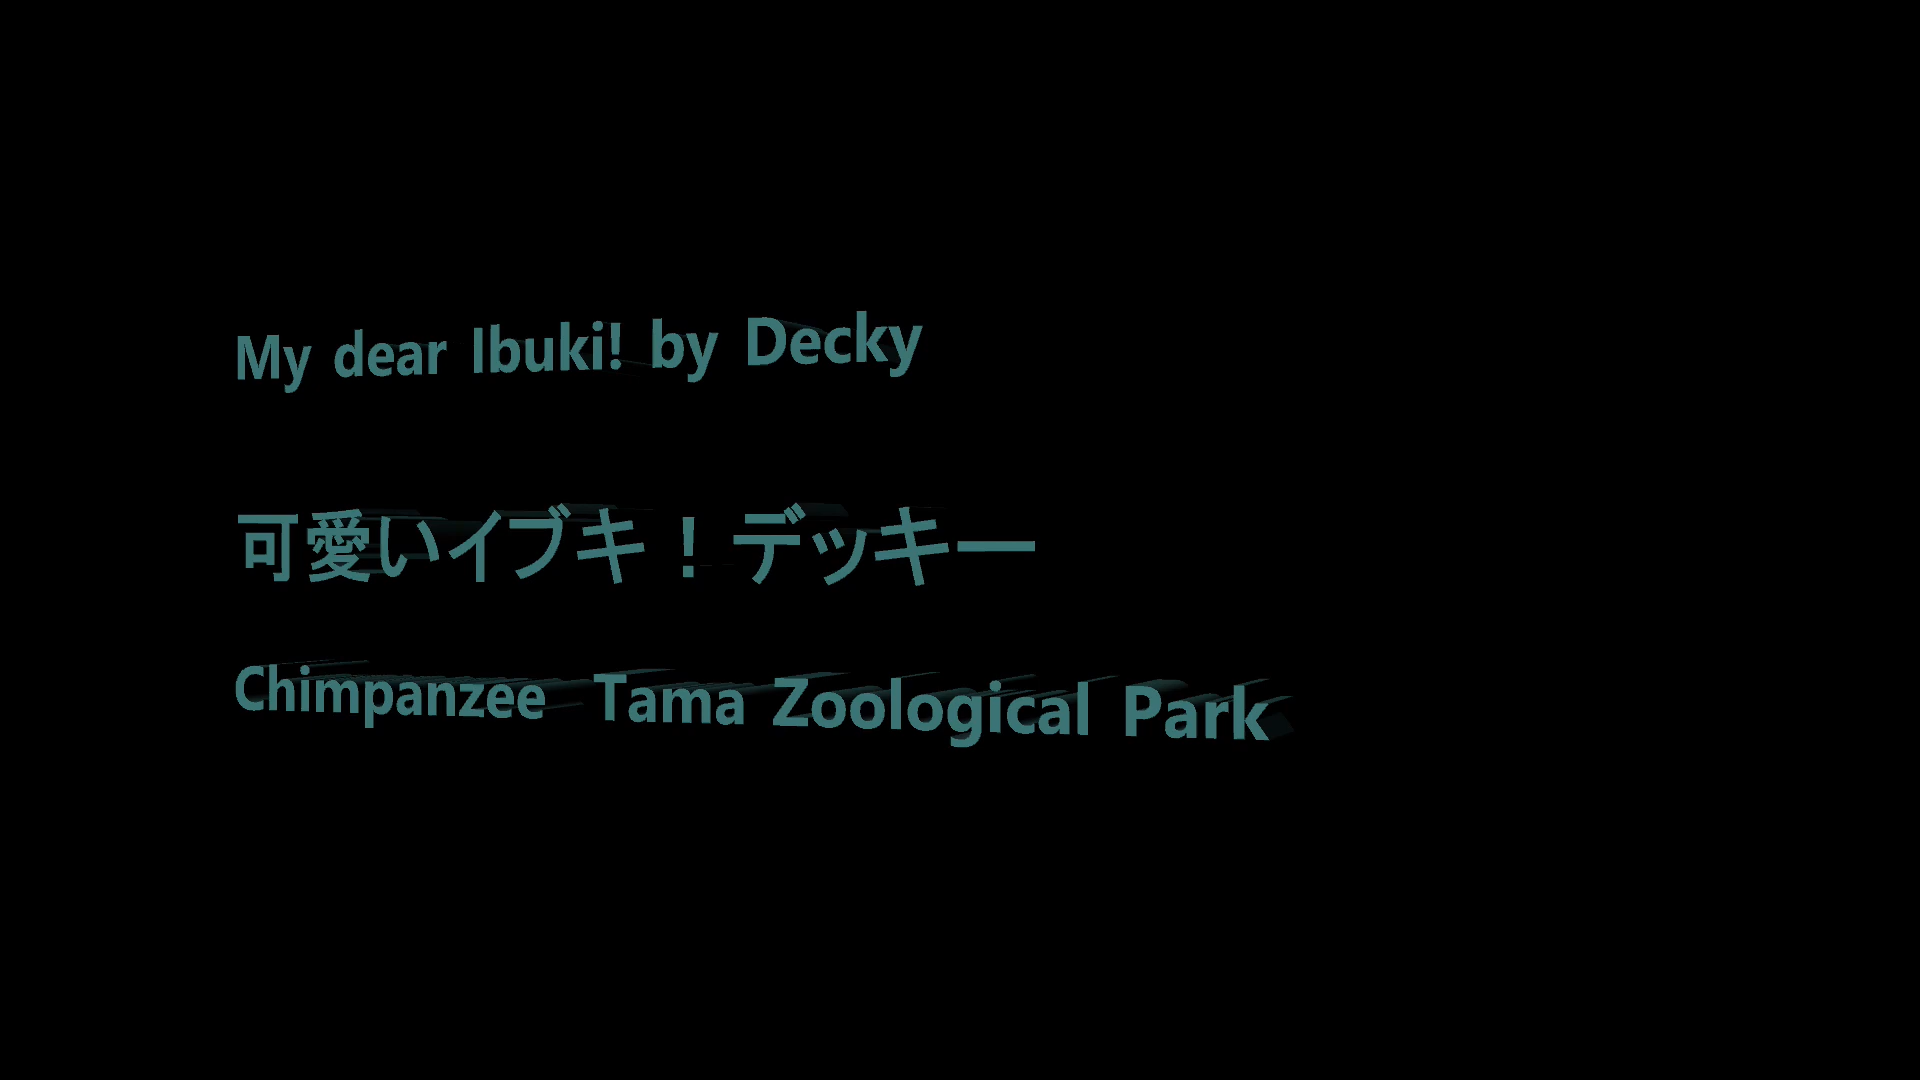 My dear Ibuki! by Decky
可愛いイブキ！デッキー
Chimpanzee Tama Zoological Park